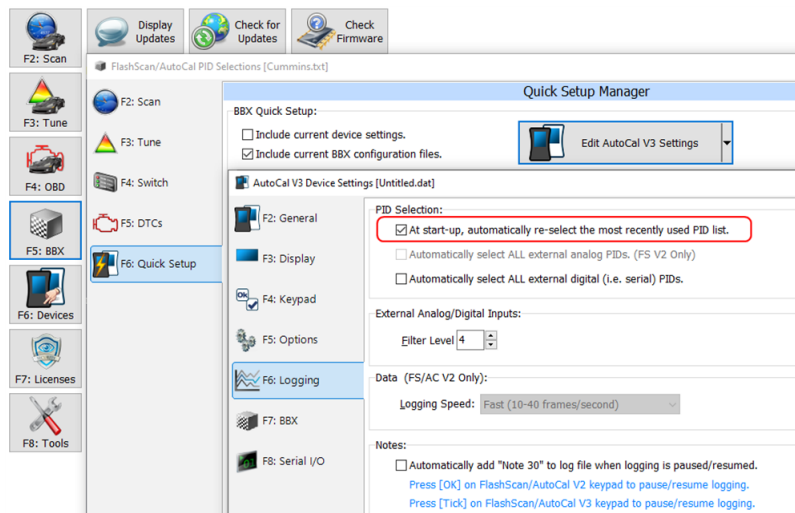 Display Updates
Check for Updates
Check Firmware
F2: Scan
F3: Tune
F4: OBD
F5: BBX
F6: Devices
F7: Licenses
F8: Tools
FlashScan/AutoCal PID Selections [Cummins.txt]
F2: Scan
F3: Tune
F4: Switch
F5: DTCs
F6: Quick Setup
Quick Setup Manager
BBX Quick Setup:
Include current device settings.
Include current BBX configuration files.
Edit AutoCal V3 Settings
AutoCal V3 Device Settings [Untitled.dat]
F2: General
F3: Display
Ok
F4: Keypad
F5: Options
F6: Logging
F7: BBX
F8: Serial I/O
PID Selection:
At start-up, automatically re-select the most recently used PID list.
Automatically select ALL external analog PIDs. (FS V2 Only)
Automatically select ALL external digital (i.e. serial) PIDs.
External Analog/Digital Inputs:
Filter Level 4
Data (FS/AC V2 Only):
Logging Speed: Fast (10-40 frames/second)
Notes:
Automatically add "Note 30" to log file when logging is paused/resumed.
Press [OK] on FlashScan/AutoCal V2 keypad to pause/resume logging.
Press [Tick] on FlashScan/AutoCal V3 keypad to pause/resume logging.